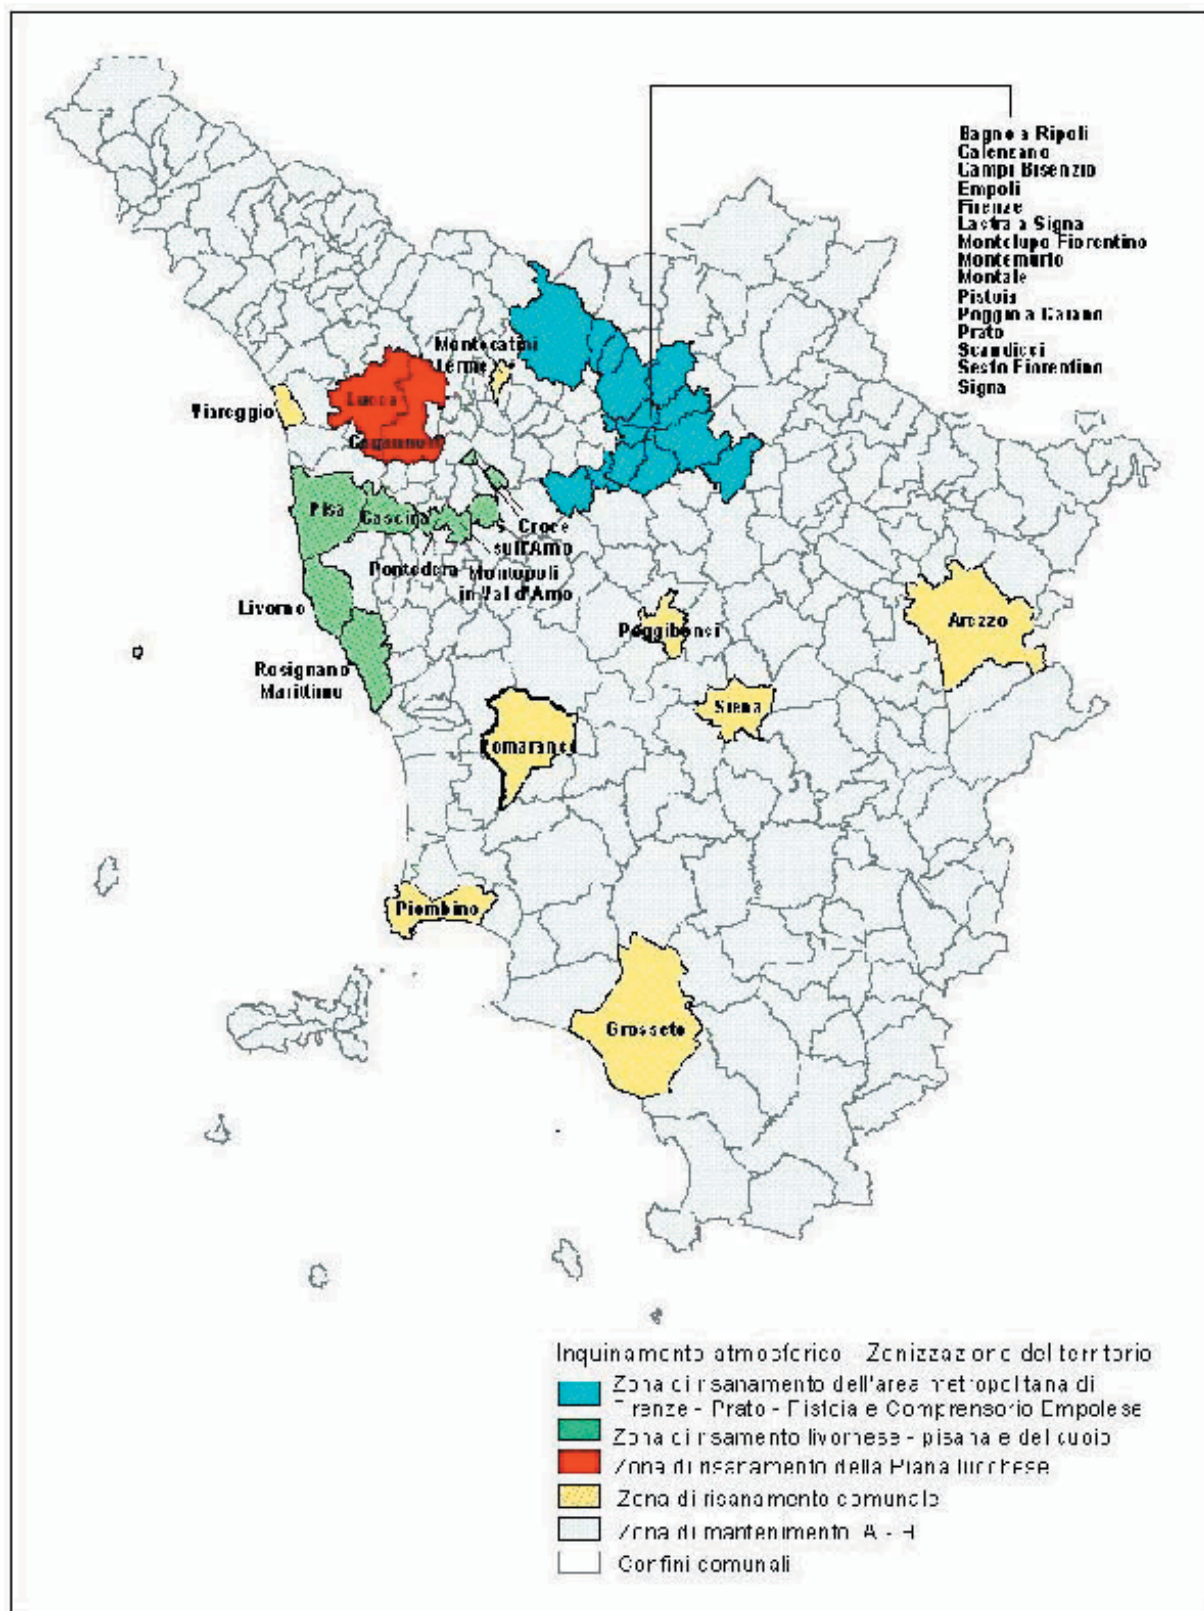 Bagno a Ripoli
Calenzano
Campi Bisenzio
Empoli
Firenze
Lastra a Signa
Montelupo Fiorentino
Montemurlo
Montale
Pistoia
Poggio a Caiano
Prato
Scandicci
Sesto Fiorentino
Signa
Montecatini
Terme
Viareggio
Lucca
Capannori
Pisa
Cascina
S. Croce
sull'Arno
Pontedera
Montopoli
in Val d'Arno
Livorno
Poggibonsi
Arezzo
Rosignano
Marittimo
Siena
Pomarance
Piombino
Grosseto
Inquinamento atmosferico - Zonizzazione del territorio
Zona di risanamento dell'area metropolitana di
Firenze - Prato - Pistoia e Comprensorio Empolese
Zona di risamento livornese - pisana e del cuoio
Zona di risanamento della Piana lucchese
Zona di risanamento comunale
Zona di mantenimento A - H
Confini comunali